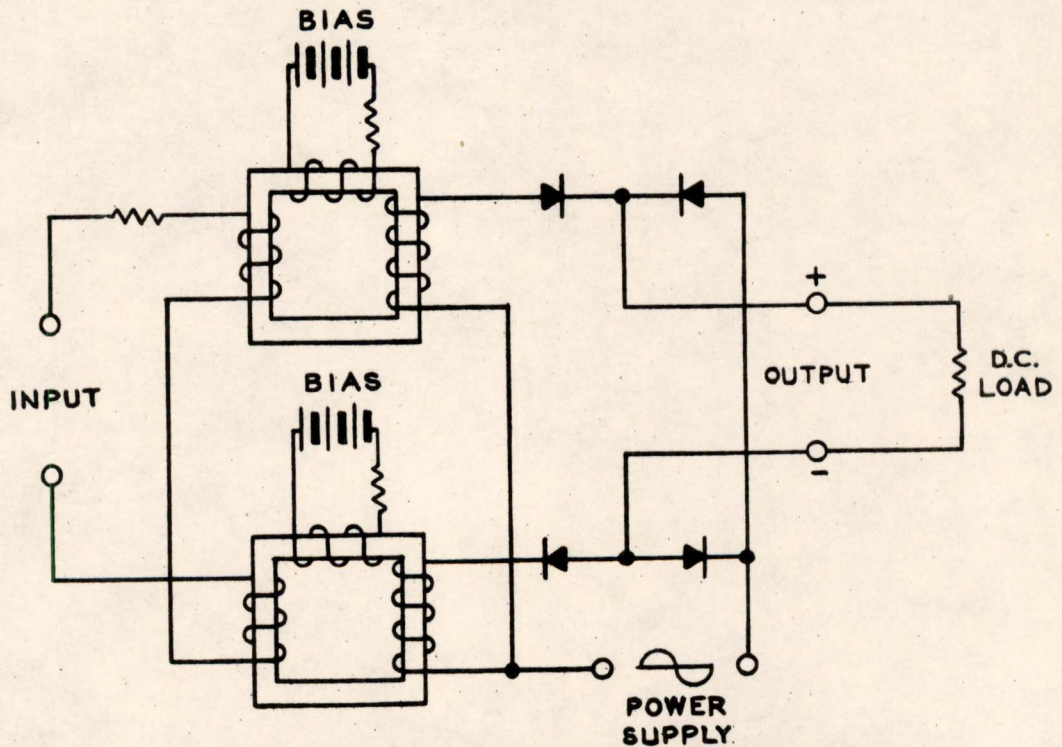 BIAS
+
INPUT
OUTPUT
D.C.
LOAD
BIAS
-
POWER
SUPPLY